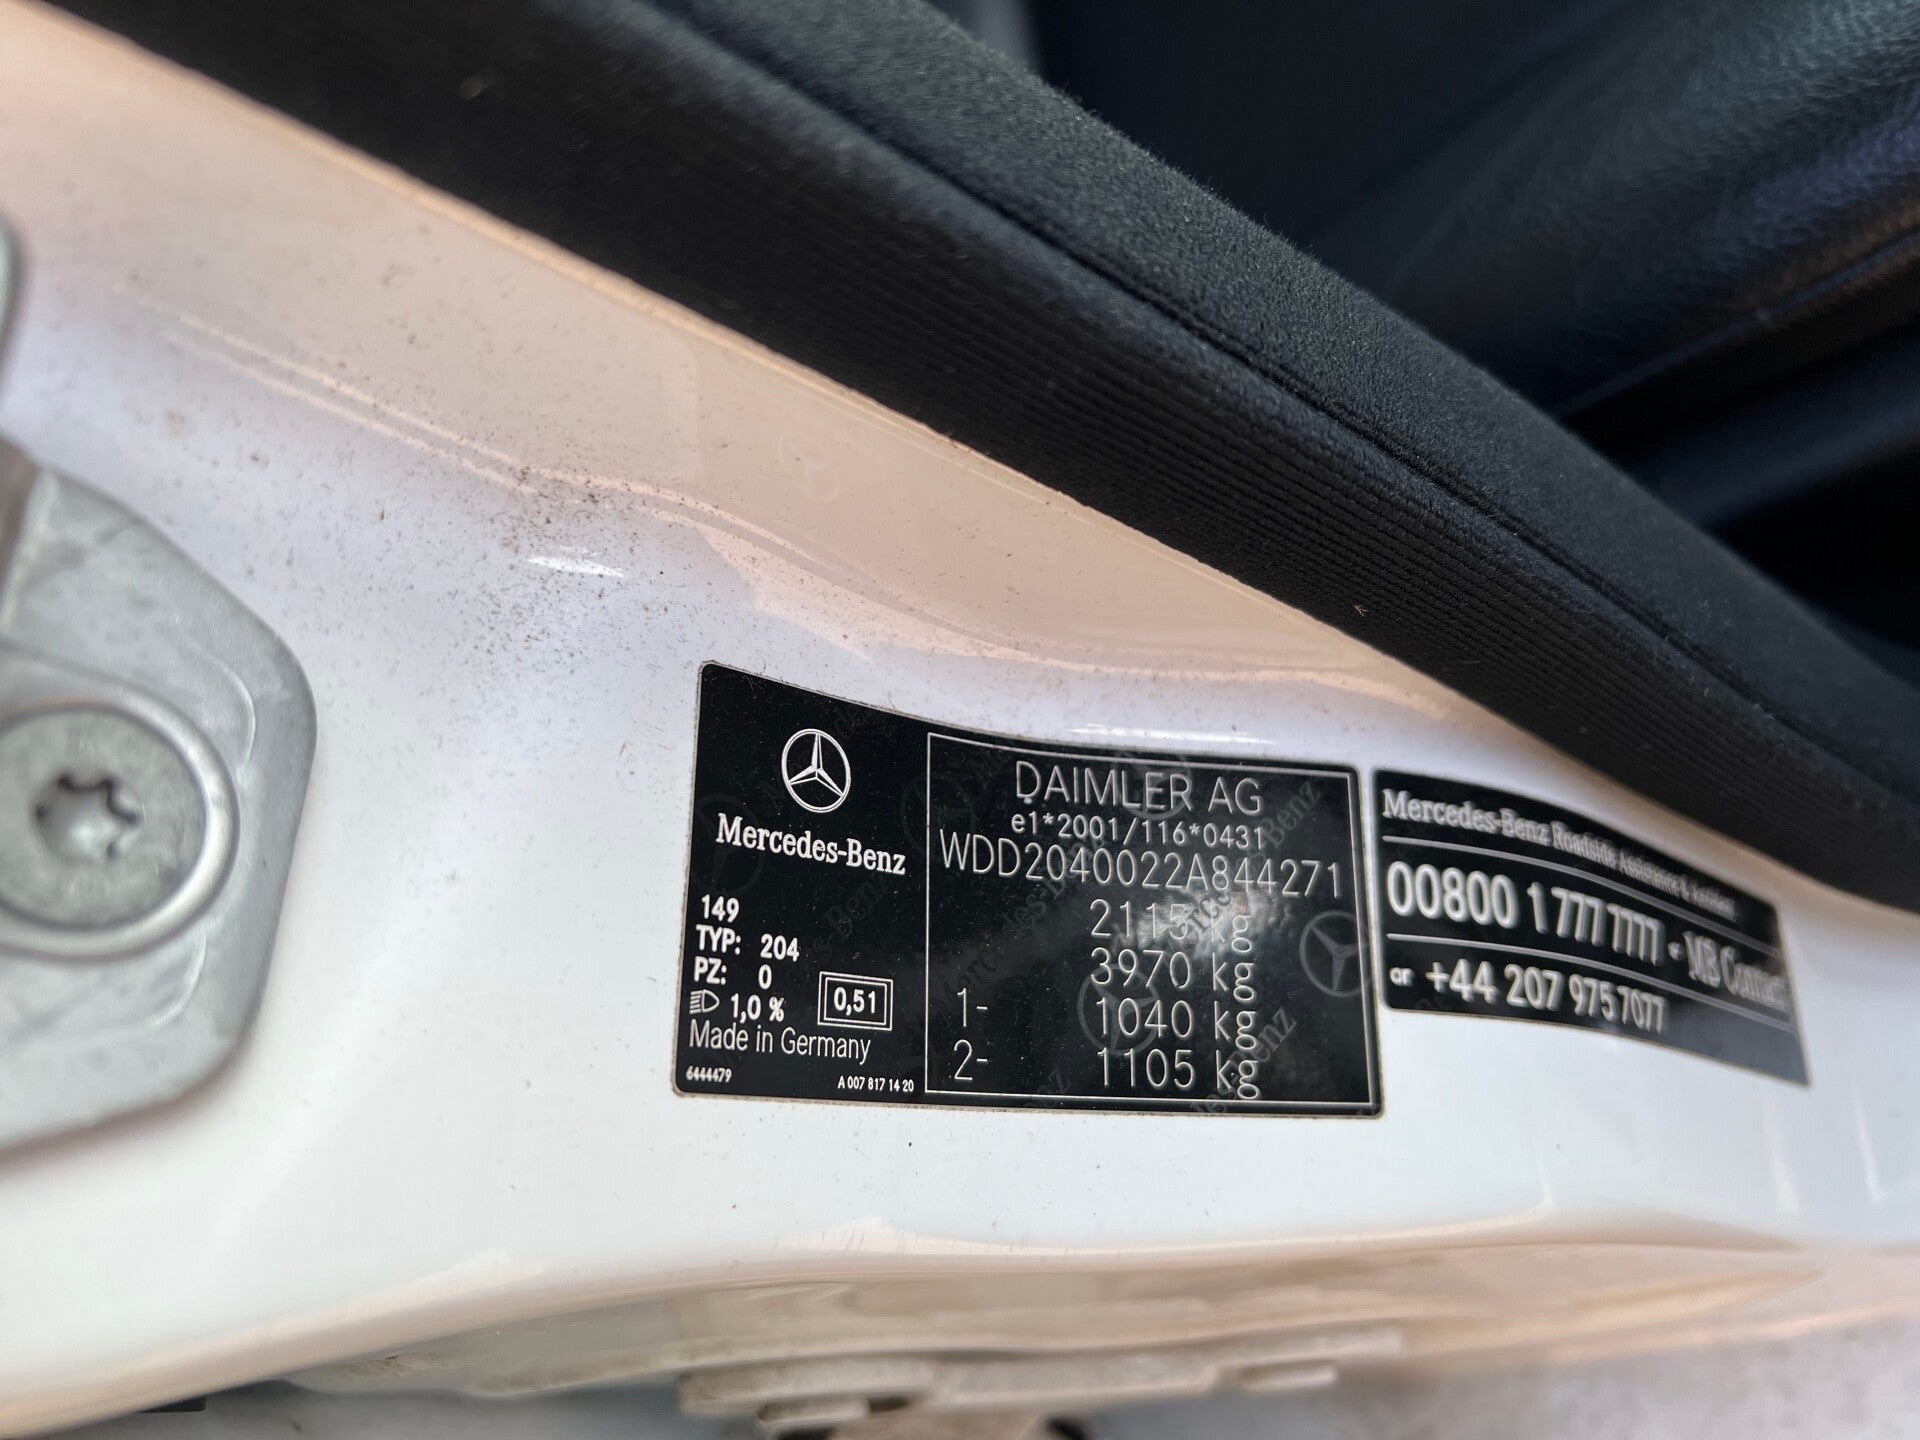 Mercedes-Benz
149
TYP: 204
PZ: 0
1,0 %
0,51
Made in Germany
6444479
A 007 817 14 20
DAIMLER AG
e1*2001/116*0431
WDD2040022A844271
2115 kg
3970 kg
1- 1040 kg
2- 1105 kg
Mercedes-Benz Roadside Assistance & Accident
00800 1 777 7777 - MB Contact
or +44 207 975 7077